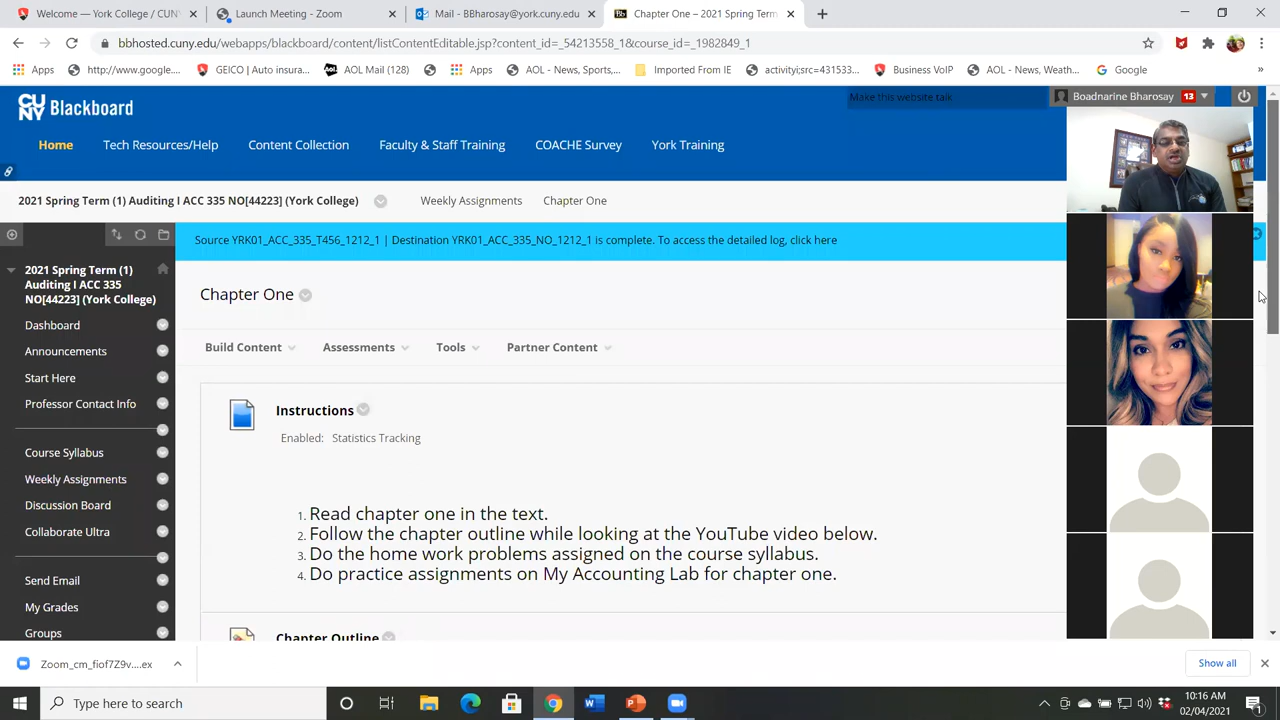 Welcome — York College / CUN
Launch Meeting - Zoom
Mail - BBharosay@york.cuny.edu
Bb
Chapter One – 2021 Spring Term
bbhosted.cuny.edu/webapps/blackboard/content/listContentEditable.jsp?content_id=_54213558_1&course_id=_1982849_1
Apps
http://www.google....
GEICO | Auto insura...
Aol.
AOL Mail (128)
Apps
AOL - News, Sports,...
Imported From IE
activityi;src=431533...
Business VoIP
AOL - News, Weath...
Google
»
CUNY Blackboard
Make this website talk
Boadnarine Bharosay 13
Home
Tech Resources/Help
Content Collection
Faculty & Staff Training
COACHE Survey
York Training
2021 Spring Term (1) Auditing I ACC 335 NO[44223] (York College)
Weekly Assignments
Chapter One
Source YRK01_ACC_335_T456_1212_1 | Destination YRK01_ACC_335_NO_1212_1 is complete. To access the detailed log, click here
2021 Spring Term (1)
Auditing I ACC 335
NO[44223] (York College)
Dashboard
Announcements
Start Here
Professor Contact Info
Course Syllabus
Weekly Assignments
Discussion Board
Collaborate Ultra
Send Email
My Grades
Groups
Chapter One
Build Content
Assessments
Tools
Partner Content
Instructions
Enabled: Statistics Tracking
1. Read chapter one in the text.
2. Follow the chapter outline while looking at the YouTube video below.
3. Do the home work problems assigned on the course syllabus.
4. Do practice assignments on My Accounting Lab for chapter one.
Chapter Outline
Zoom_cm_fiof7Z9v....ex
Show all
Type here to search
10:16 AM
02/04/2021
1